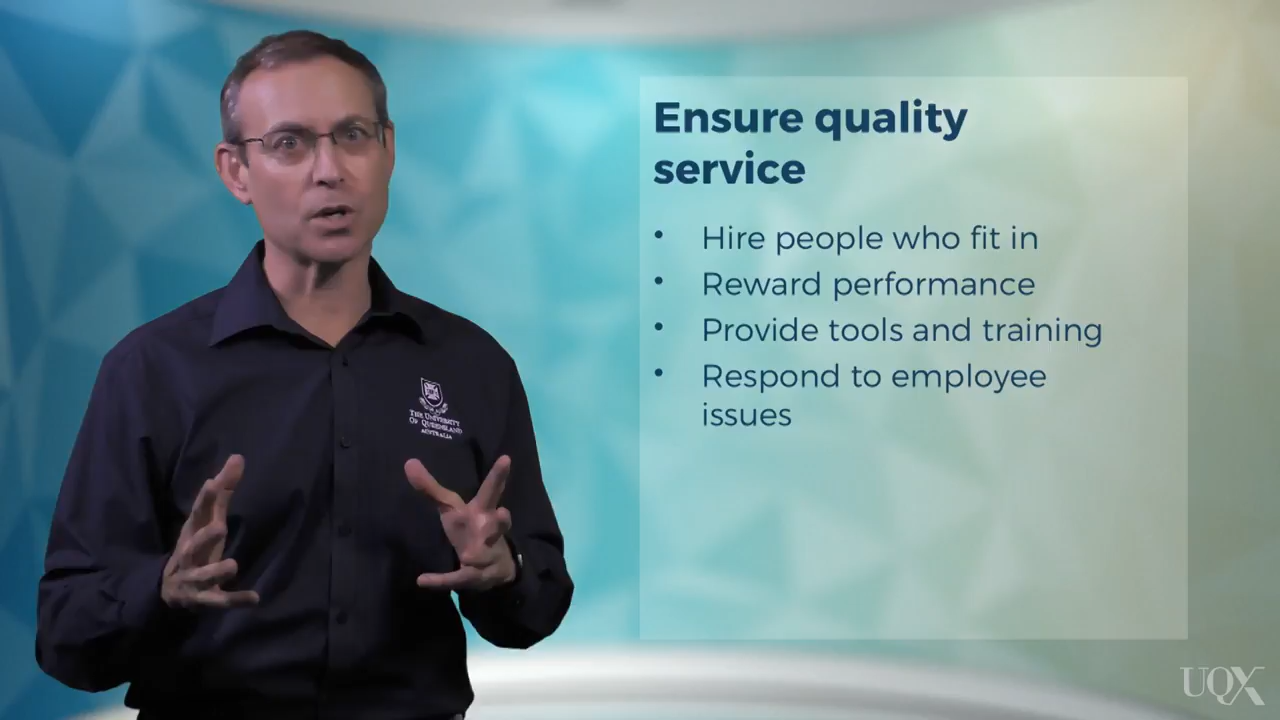 Ensure quality
service
• Hire people who fit in
• Reward performance
• Provide tools and training
• Respond to employee
issues
THE UNIVERSITY
OF QUEENSLAND
AUSTRALIA
UQX